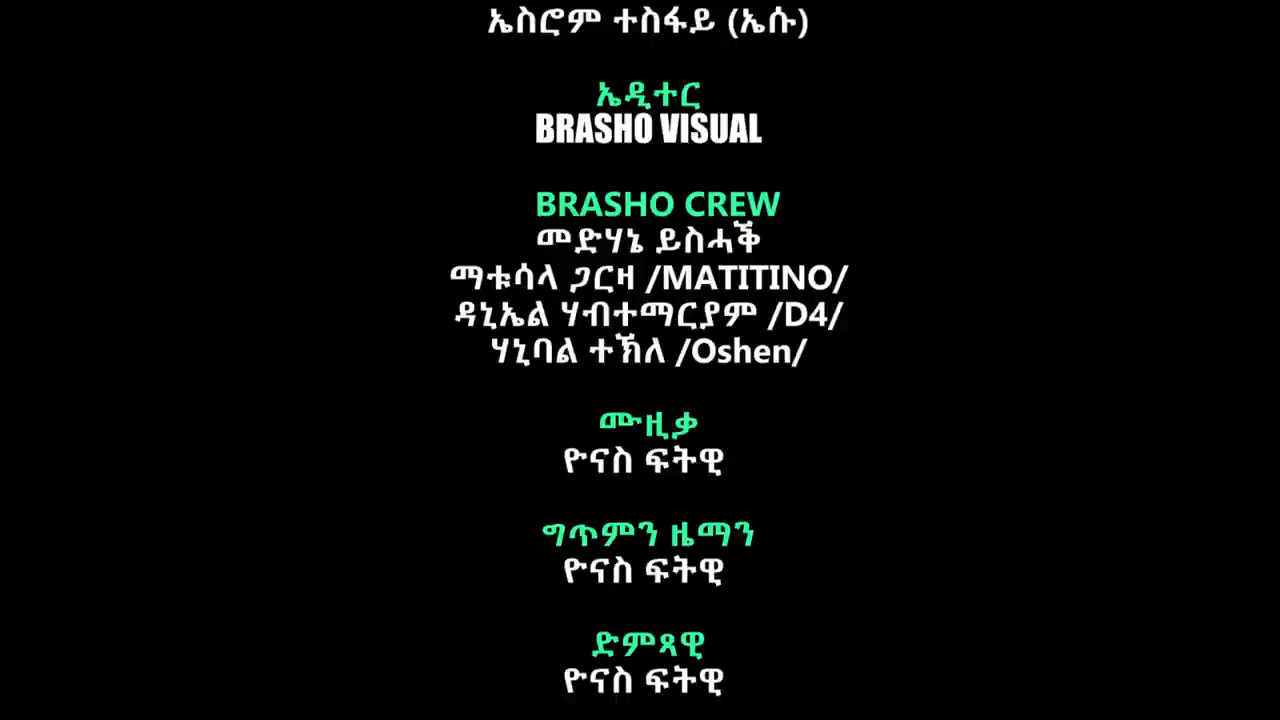 ኤስሮም ተስፋይ (ኤሱ)
ኤዲተር
BRASHO VISUAL
BRASHO CREW
መድሃኔ ይስሓቕ
ማቱሳላ ጋርዛ /MATITINO/
ዳኒኤል ሃብተማርያም /D4/
ሃኒባል ተኽለ /Oshen/
ሙዚቃ
ዮናስ ፍትዊ
ግጥምን ዜማን
ዮናስ ፍትዊ
ድምጻዊ
ዮናስ ፍትዊ